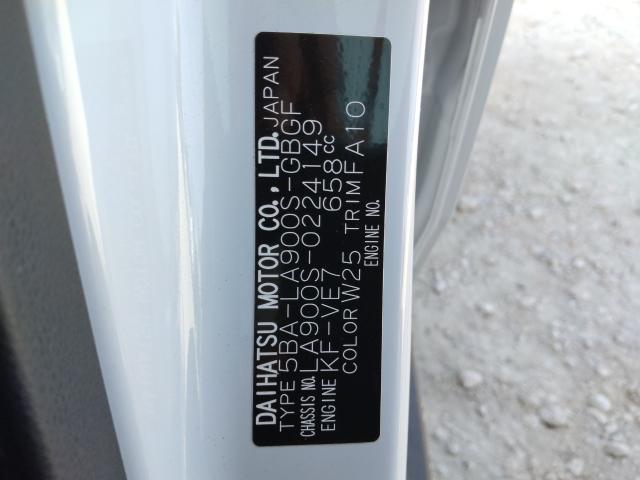 DAIHATSU MOTOR CO., LTD. JAPAN
TYPE 5BA-LA900S-GBGF
CHASSIS NO. LA900S-0224149
ENGINE KF-VE7 658cc
COLOR W25 TRIM FA10
ENGINE NO.